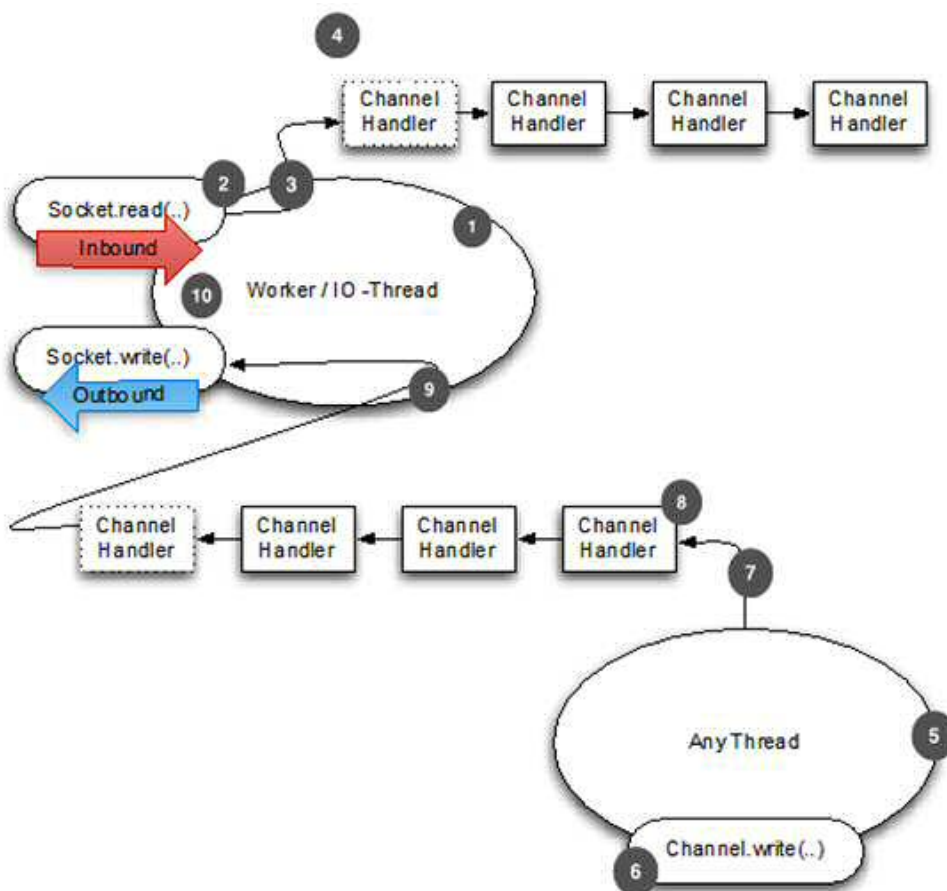 4
Channel
Handler
Channel
Handler
Channel
Handler
Channel
Handler
2
3
Socket.read(..)
1
Inbound
10
Worker / IO -Thread
Socket.write(..)
9
Outbound
8
Channel
Handler
Channel
Handler
Channel
Handler
Channel
Handler
7
5
Any Thread
Channel.write(..)
6